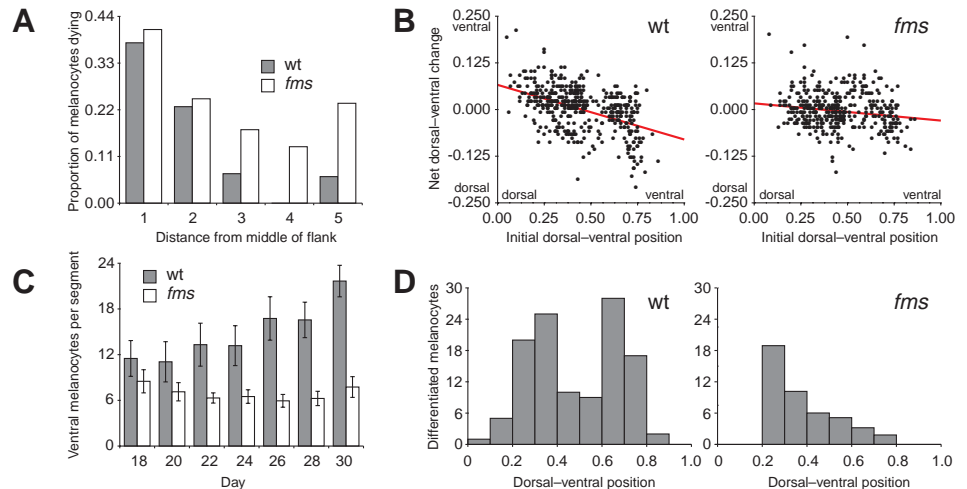 A
Proportion of melanocytes dying
0.44
0.33
0.22
0.11
0.00
wt
fms
1 2 3 4 5
Distance from middle of flank
B
wt
Net dorsal–ventral change
0.250
ventral
0.125
0.000
-0.125
dorsal
-0.250
dorsal
ventral
0.00 0.25 0.50 0.75 1.00
Initial dorsal–ventral position
fms
0.250
ventral
0.125
0.000
-0.125
dorsal
-0.250
dorsal
ventral
0.00 0.25 0.50 0.75 1.00
Initial dorsal–ventral position
C
Ventral melanocytes per segment
24
18
12
6
0
wt
fms
18 20 22 24 26 28 30
Day
D
wt
Differentiated melanocytes
30
24
18
12
6
0
0 0.2 0.4 0.6 0.8 1.0
Dorsal–ventral position
fms
30
24
18
12
6
0
0.0 0.2 0.4 0.6 0.8 1.0
Dorsal–ventral position